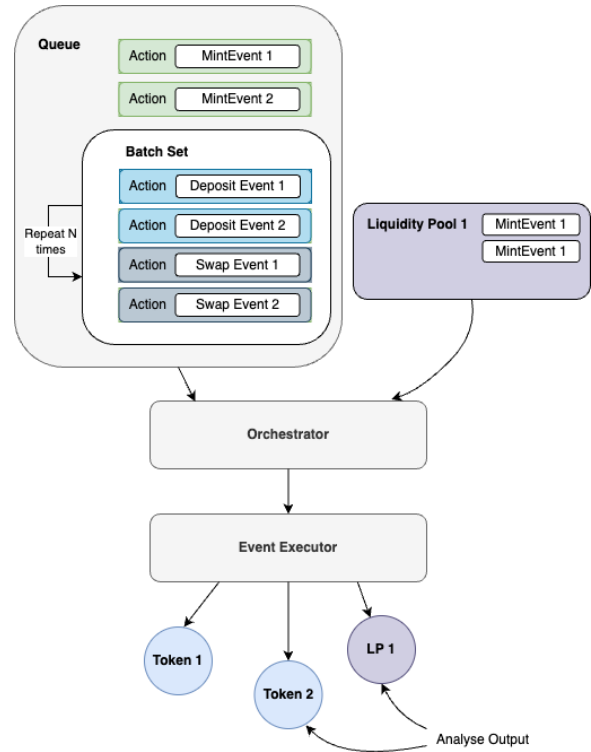 Queue
Action MintEvent 1
Action MintEvent 2
Batch Set
Action Deposit Event 1
Action Deposit Event 2
Action Swap Event 1
Action Swap Event 2
Repeat N
times
Liquidity Pool 1 MintEvent 1
MintEvent 1
Orchestrator
Event Executor
Token 1
Token 2
LP 1
Analyse Output